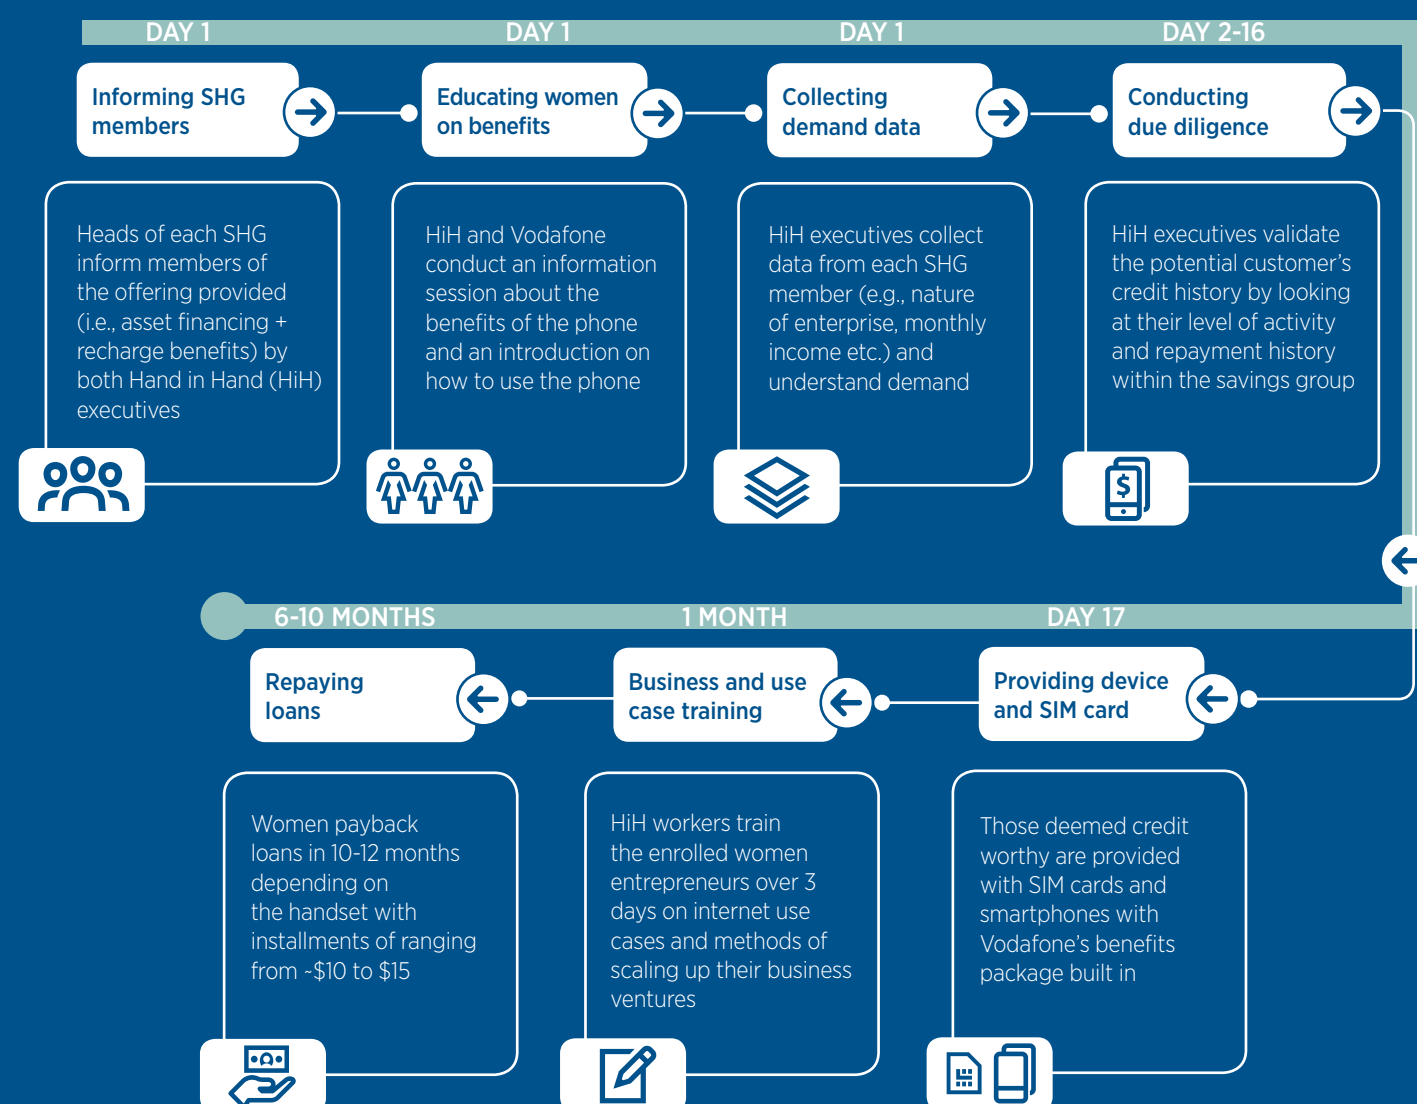 DAY 1
DAY 1
DAY 1
DAY 2-16
Informing SHG
members
Educating women
on benefits
Collecting
demand data
Conducting
due diligence
Heads of each SHG
inform members of
the offering provided
(i.e., asset financing +
recharge benefits) by
both Hand in Hand (HiH)
executives
HiH and Vodafone
conduct an information
session about the
benefits of the phone
and an introduction on
how to use the phone
HiH executives collect
data from each SHG
member (e.g., nature
of enterprise, monthly
income etc.) and
understand demand
HiH executives validate
the potential customer's
credit history by looking
at their level of activity
and repayment history
within the savings group
$
6-10 MONTHS
1 MONTH
DAY 17
Repaying
loans
Business and use
case training
Providing device
and SIM card
Women payback
loans in 10-12 months
depending on
the handset with
installments of ranging
from ~$10 to $15
HiH workers train
the enrolled women
entrepreneurs over 3
days on internet use
cases and methods of
scaling up their business
ventures
Those deemed credit
worthy are provided
with SIM cards and
smartphones with
Vodafone's benefits
package built in